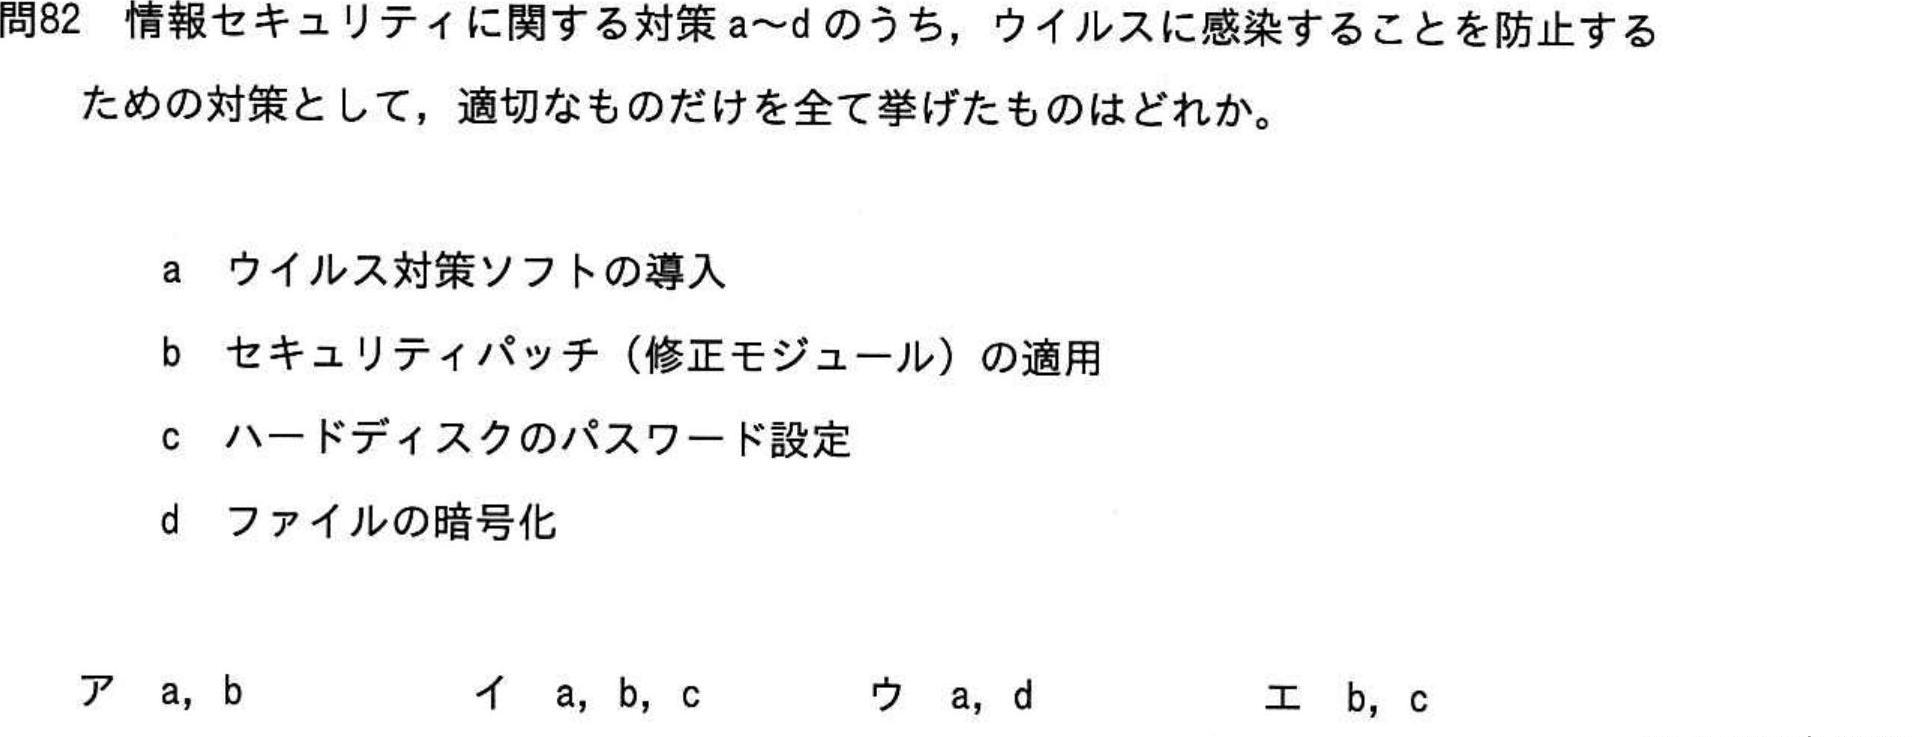 問82 情報セキュリティに関する対策 a~d のうち，ウイルスに感染することを防止する
ための対策として，適切なものだけを全て挙げたものはどれか。
a ウイルス対策ソフトの導入
b セキュリティパッチ（修正モジュール）の適用
c ハードディスクのパスワード設定
d ファイルの暗号化
ア a，b イ a，b，c ウ a，d エ b，c